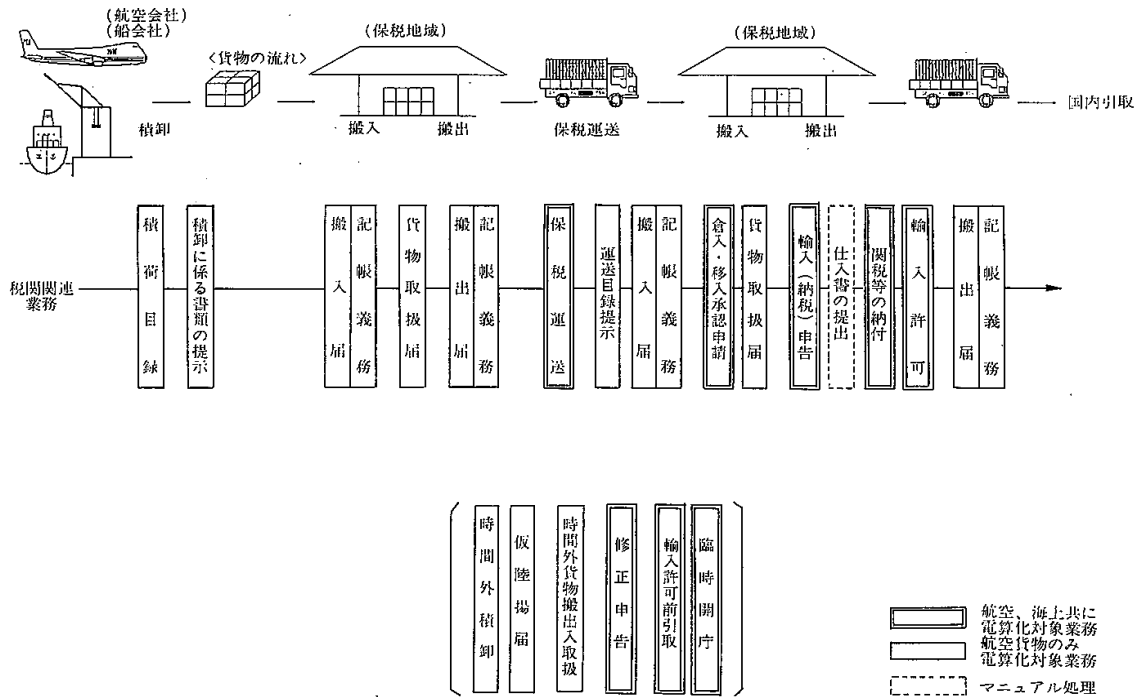 (航空会社)
(船会社)
<貨物の流れ>
(保税地域)
(保税地域)
積卸
搬入
搬出
保税運送
搬入
搬出
国内引取
税関関連
業務
積荷目録
積卸に係る書類の提示
搬入届
記帳義務
貨物取扱届
搬出届
記帳義務
保税運送
運送目録提示
搬入届
記帳義務
倉入・移入承認申請
貨物取扱届
輸入(納税)申告
仕入書の提出
関税等の納付
輸入許可
搬出届
記帳義務
時間外積卸
仮陸揚届
時間外貨物搬出入取扱
修正申告
輸入許可前引取
臨時開庁
航空、海上共に
電算化対象業務
航空貨物のみ
電算化対象業務
マニュアル処理